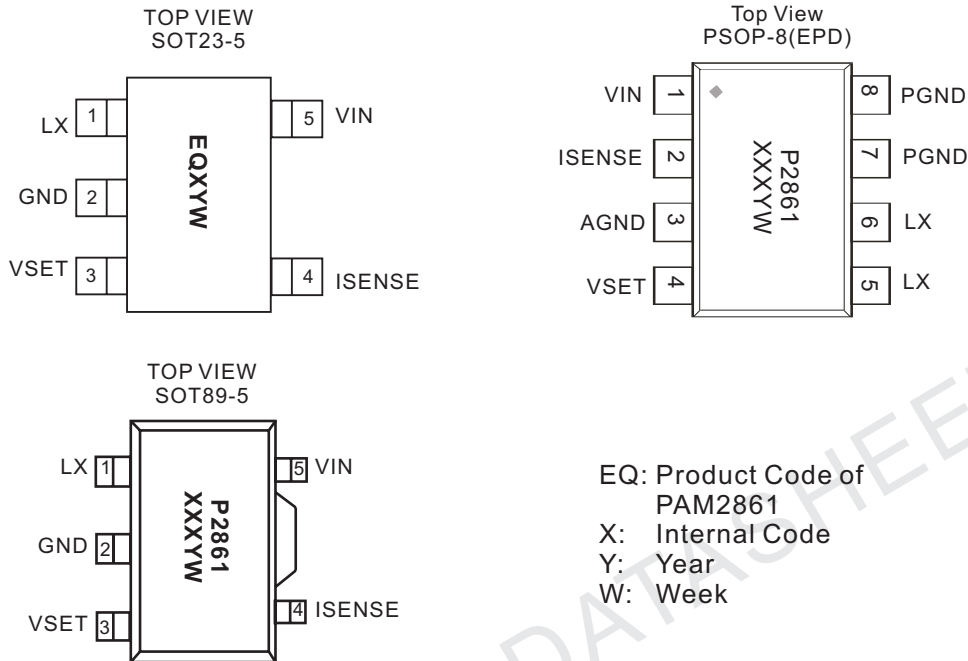 TOP VIEW
SOT23-5
LX
1
5
VIN
GND
2
EQXYW
VSET
3
4
ISENSE
Top View
PSOP-8(EPD)
VIN
1
8
PGND
ISENSE
2
7
PGND
P2861
XXXYW
AGND
3
6
LX
VSET
4
5
LX
TOP VIEW
SOT89-5
LX
1
5
VIN
GND
2
P2861
XXXYW
VSET
3
4
ISENSE
EQ: Product Code of
PAM2861
X: Internal Code
Y: Year
W: Week